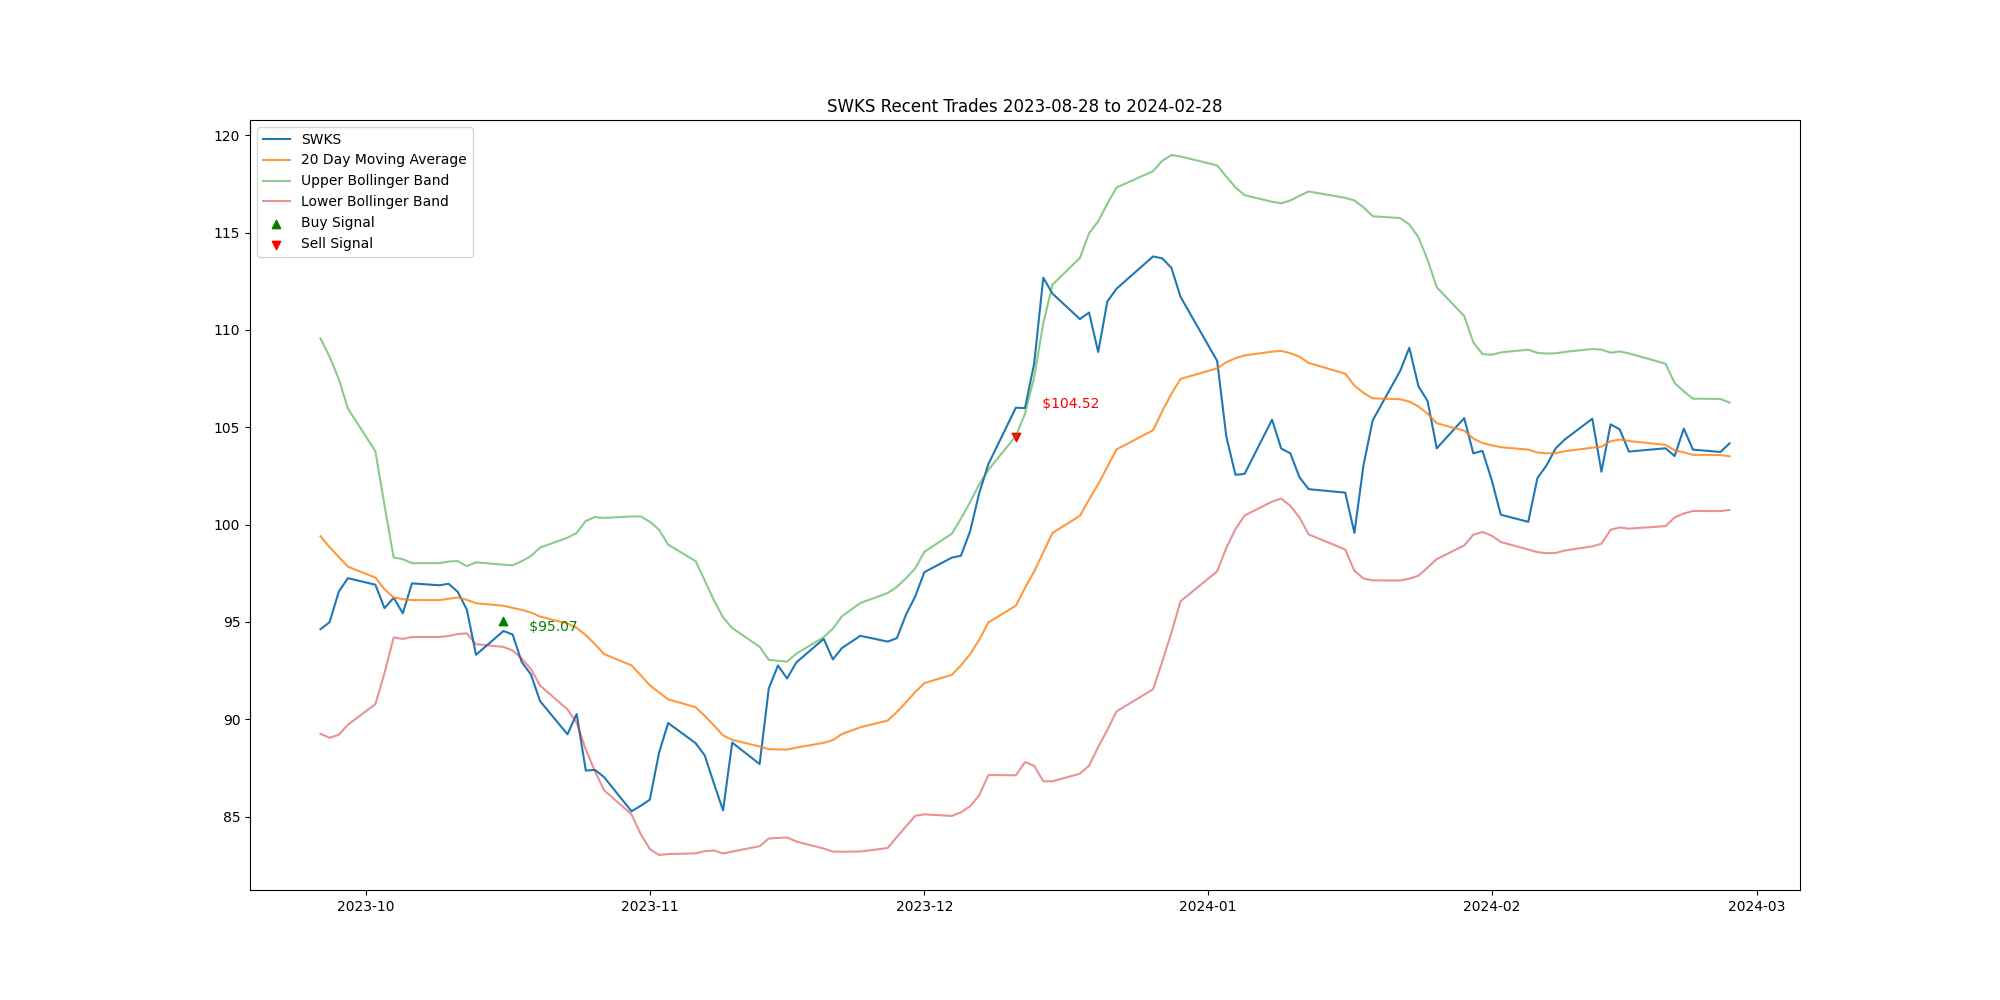 SWKS Recent Trades 2023-08-28 to 2024-02-28
SWKS
20 Day Moving Average
Upper Bollinger Band
Lower Bollinger Band
Buy Signal
Sell Signal
120
115
110
105
100
95
90
85
$104.52
$95.07
2023-10
2023-11
2023-12
2024-01
2024-02
2024-03